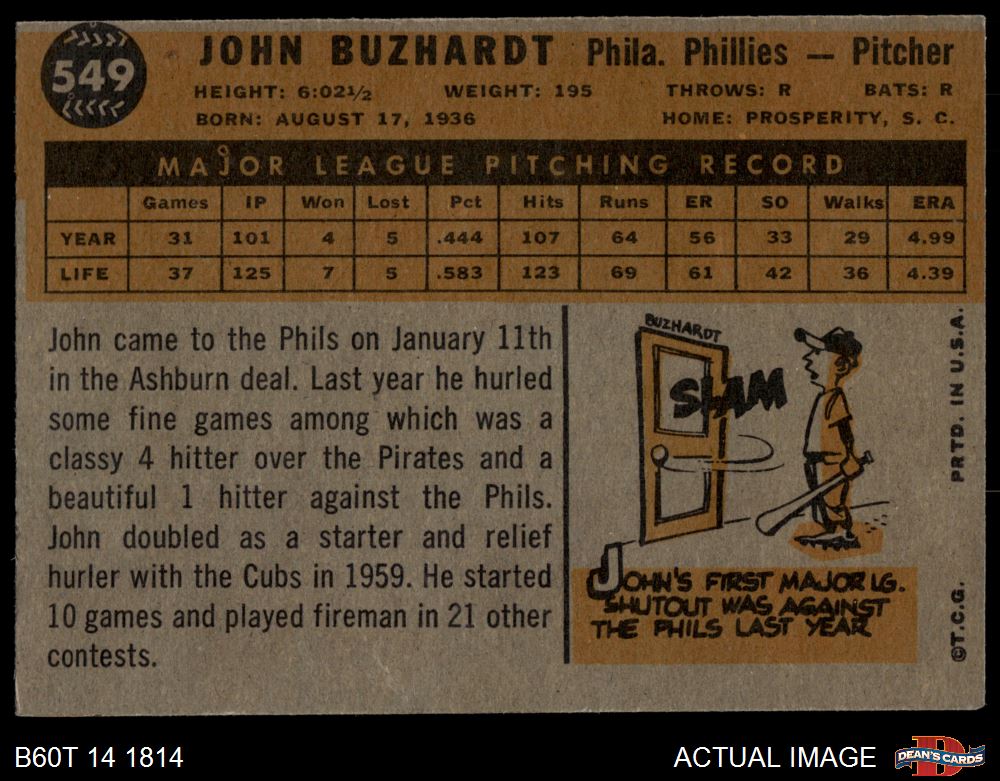 549
JOHN BUZHARDT Phila. Phillies — Pitcher
HEIGHT: 6:02½ WEIGHT: 195 THROWS: R BATS: R
BORN: AUGUST 17, 1936 HOME: PROSPERITY, S. C.
MAJOR LEAGUE PITCHING RECORD
Games IP Won Lost Pct Hits Runs ER SO Walks ERA
YEAR 31 101 4 5 .444 107 64 56 33 29 4.99
LIFE 37 125 7 5 .583 123 69 61 42 36 4.39
John came to the Phils on January 11th
in the Ashburn deal. Last year he hurled
some fine games among which was a
classy 4 hitter over the Pirates and a
beautiful 1 hitter against the Phils.
John doubled as a starter and relief
hurler with the Cubs in 1959. He started
10 games and played fireman in 21 other
contests.
BUZHARDT
SLAM
JOHN'S FIRST MAJOR LG.
SHUTOUT WAS AGAINST
THE PHILS LAST YEAR
©T.C.G. PRTD. IN U.S.A.
B60T 14 1814
ACTUAL IMAGE
D
DEAN'S CARDS